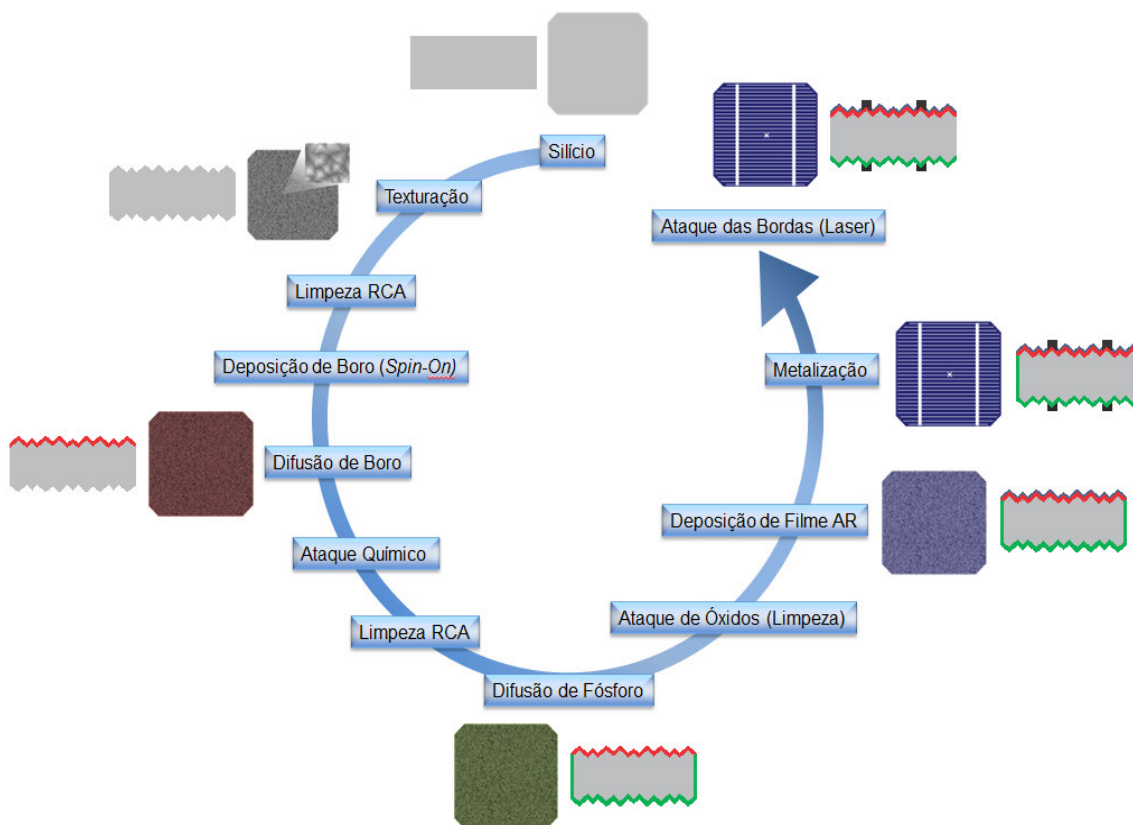 Silício
Texturação
Limpeza RCA
Deposição de Boro (Spin-On)
Difusão de Boro
Ataque Químico
Limpeza RCA
Difusão de Fósforo
Ataque de Óxidos (Limpeza)
Deposição de Filme AR
Metalização
Ataque das Bordas (Laser)